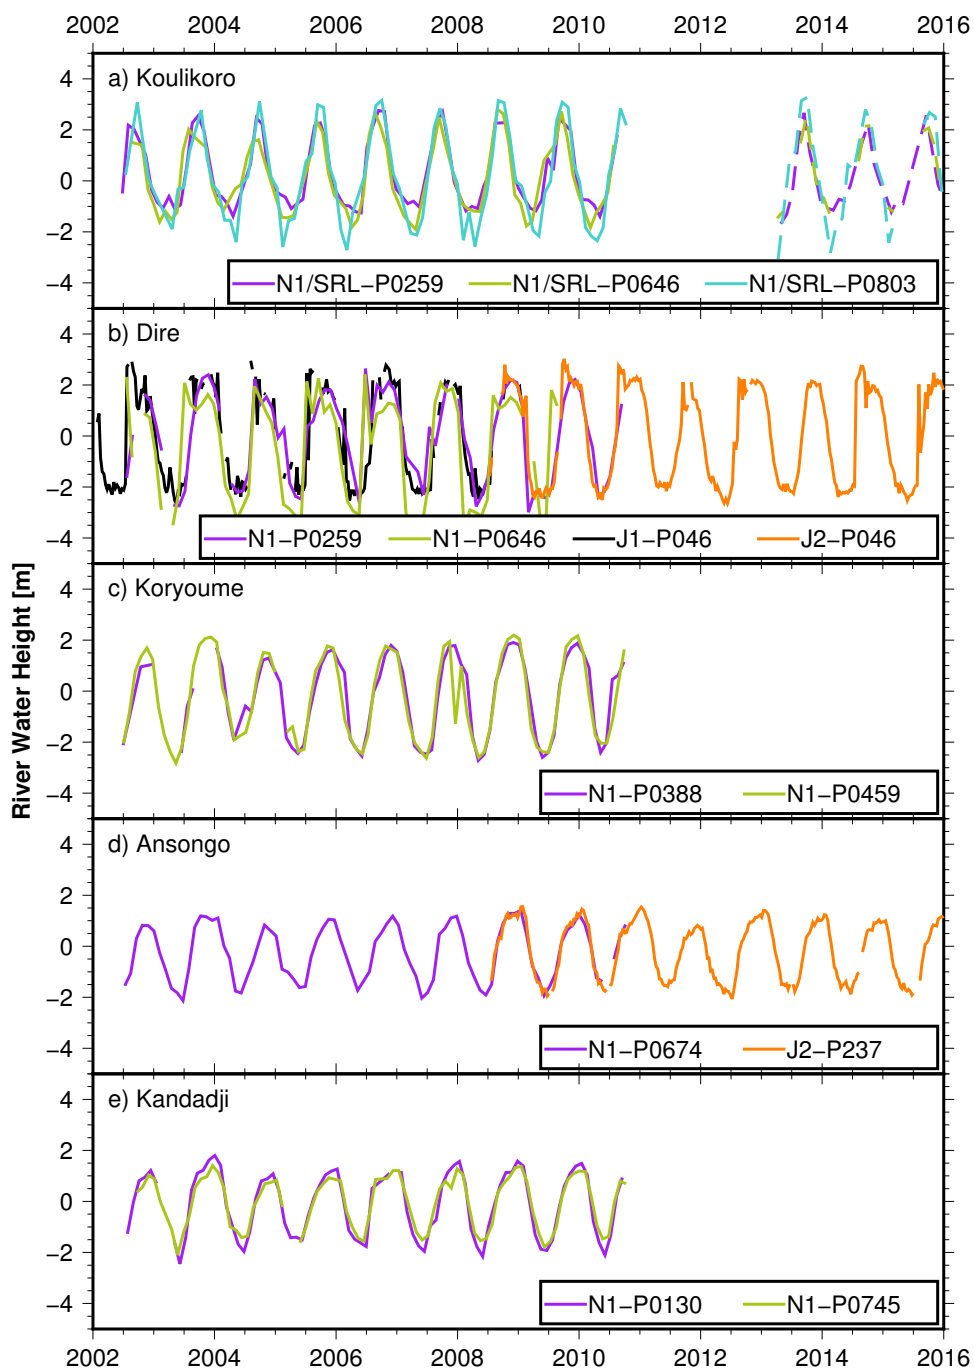 2002 2004 2006 2008 2010 2012 2014 2016
a) Koulikoro
4
2
0
−2
−4
N1/SRL−P0259 N1/SRL−P0646 N1/SRL−P0803
b) Dire
4
2
0
−2
−4
N1−P0259 N1−P0646 J1−P046 J2−P046
River Water Height [m]
c) Koryoume
4
2
0
−2
−4
N1−P0388 N1−P0459
d) Ansongo
4
2
0
−2
−4
N1−P0674 J2−P237
e) Kandadji
4
2
0
−2
−4
N1−P0130 N1−P0745
2002 2004 2006 2008 2010 2012 2014 2016